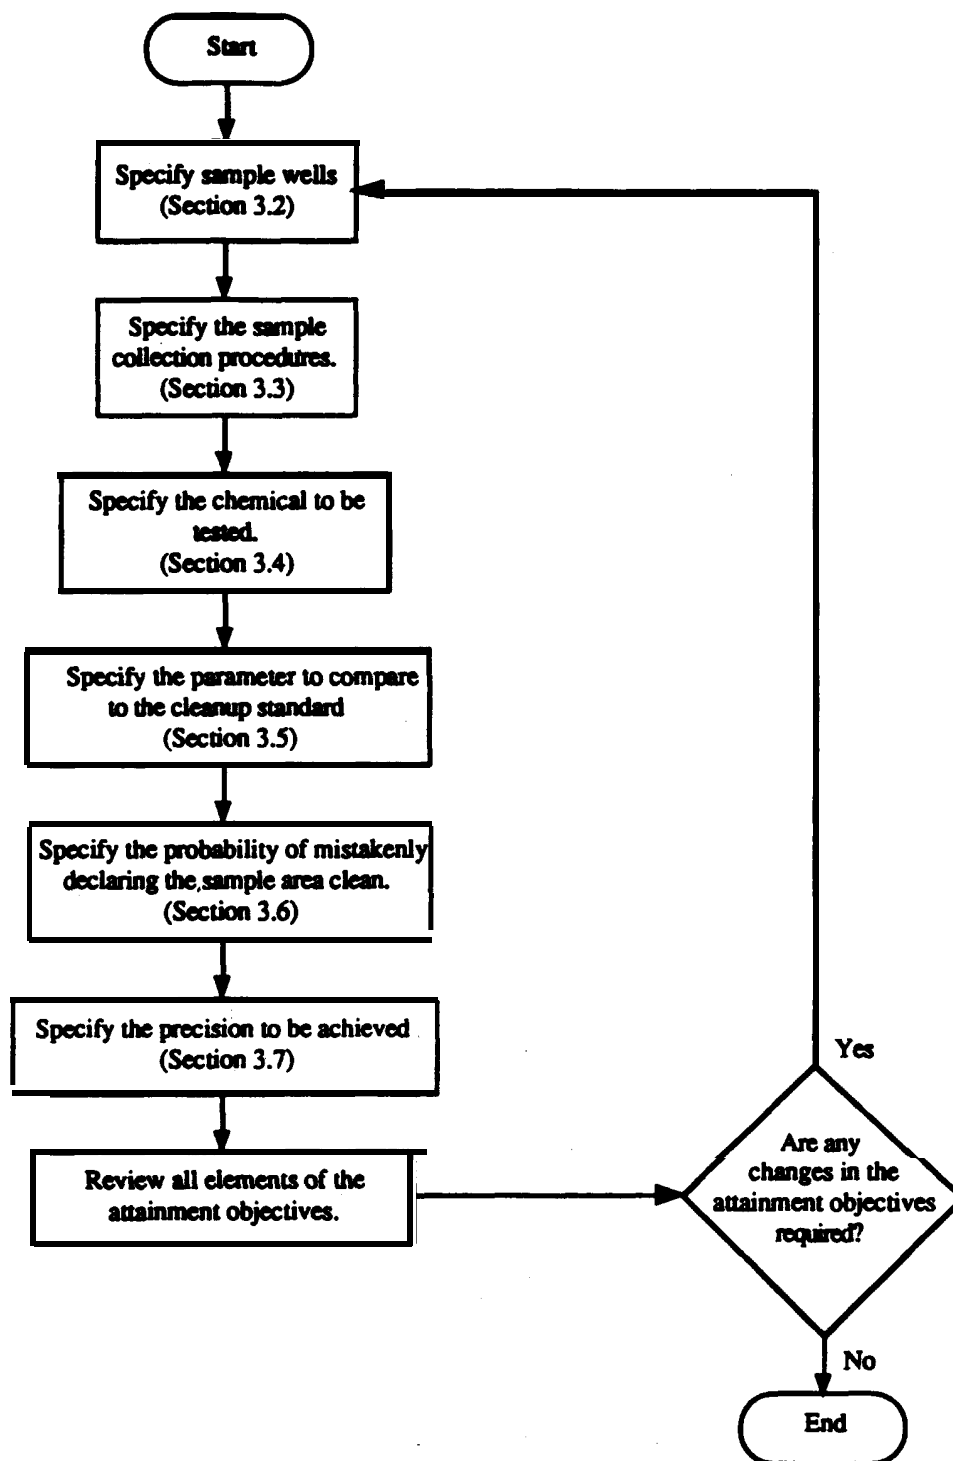 Start
Specify sample wells
(Section 3.2)
Specify the sample
collection procedures.
(Section 3.3)
Specify the chemical to be
tested.
(Section 3.4)
Specify the parameter to compare
to the cleanup standard
(Section 3.5)
Specify the probability of mistakenly
declaring the sample area clean.
(Section 3.6)
Specify the precision to be achieved
(Section 3.7)
Review all elements of the
attainment objectives.
Yes
Are any
changes in the
attainment objectives
required?
No
End